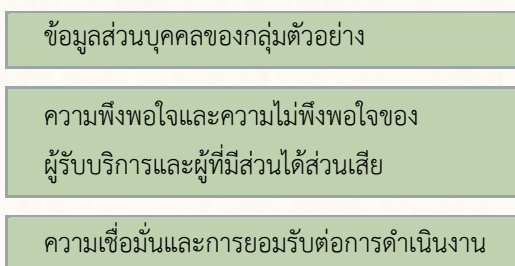 ข้อมูลส่วนบุคคลของกลุ่มตัวอย่าง
ความพึงพอใจและความไม่พึงพอใจของ
ผู้รับบริการและผู้ที่มีส่วนได้ส่วนเสีย
ความเชื่อมั่นและการยอมรับต่อการดำเนินงาน